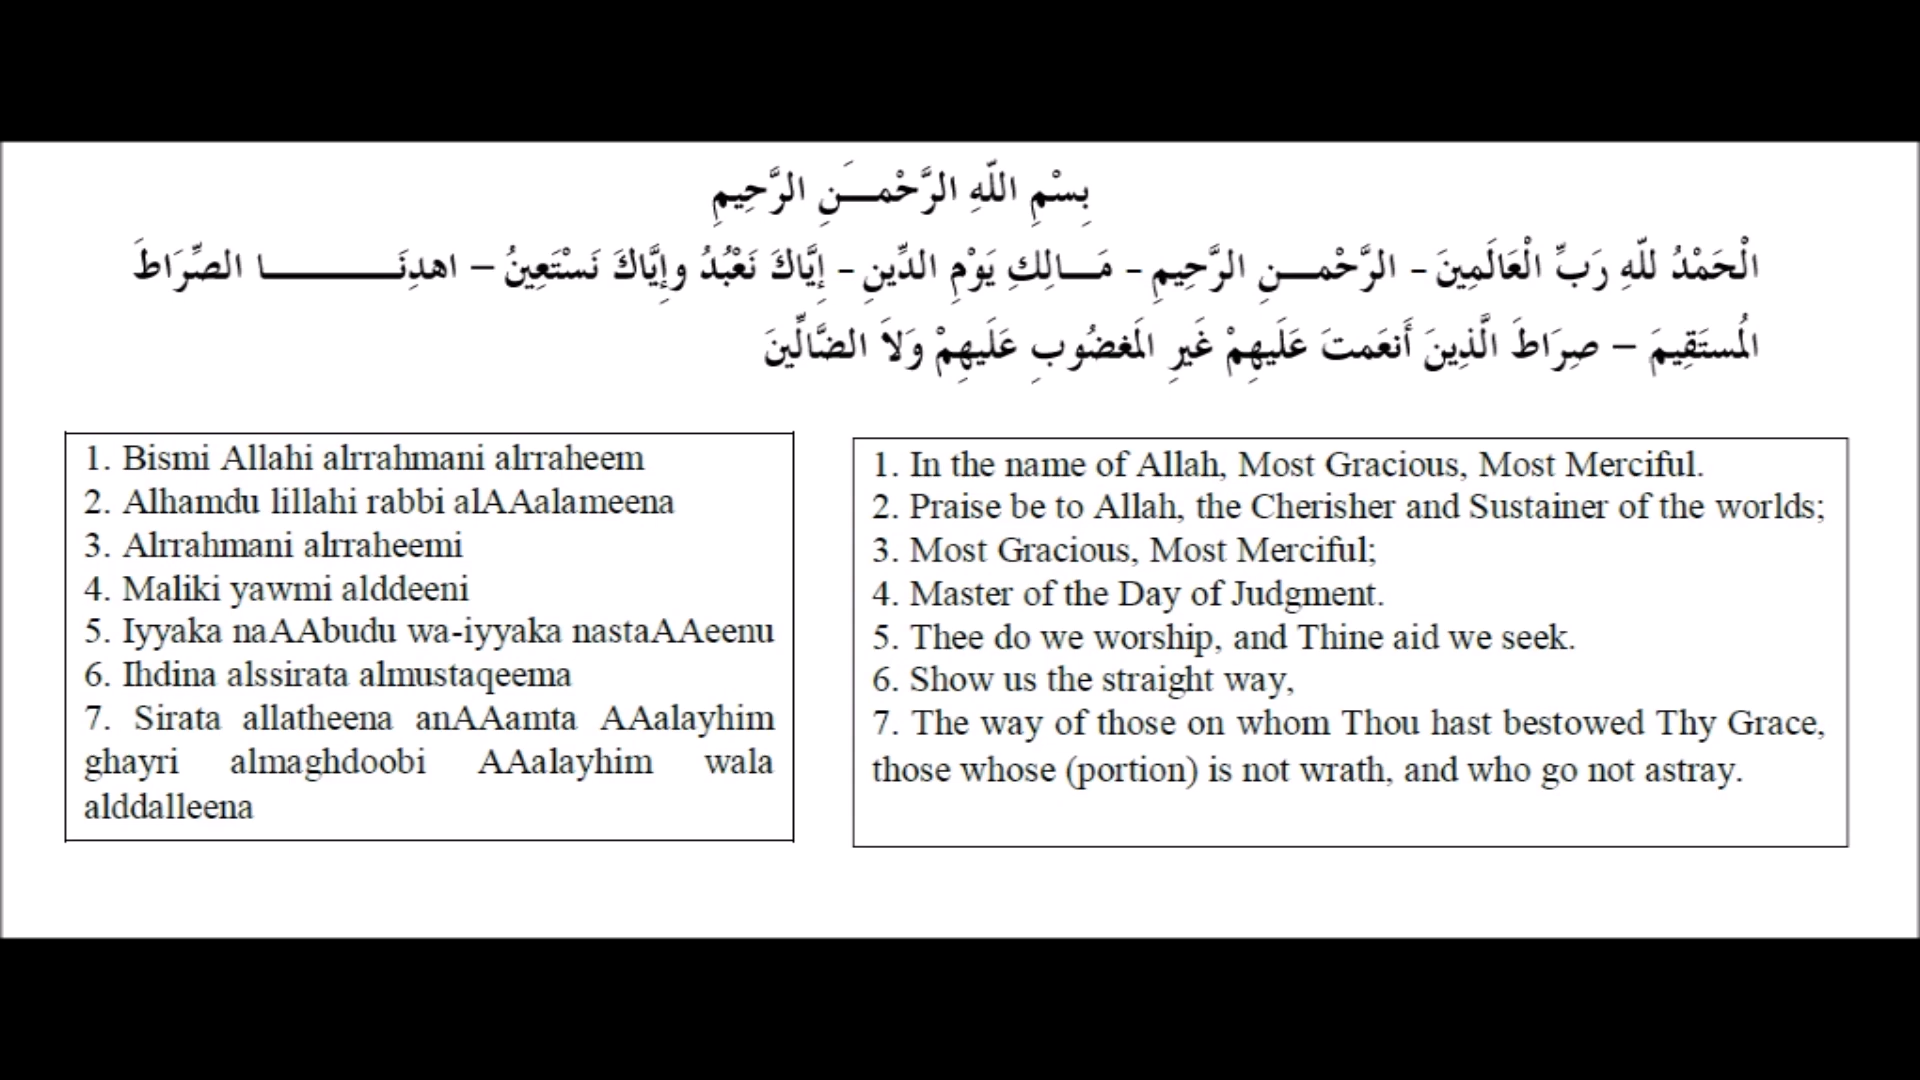 بِسْمِ اللّهِ الرَّحْمـَنِ الرَّحِيمِ
الْحَمْدُ للّهِ رَبِّ الْعَالَمِينَ - الرَّحْمـنِ الرَّحِيمِ - مَـالِكِ يَوْمِ الدِّينِ - إِيَّاكَ نَعْبُدُ وإِيَّاكَ نَسْتَعِينُ – اهدِنَــــــا الصِّرَاطَ
المُستَقِيمَ – صِرَاطَ الَّذِينَ أَنعَمتَ عَلَيهِمْ غَيرِ المَغضُوبِ عَلَيهِمْ وَلاَ الضَّالِّينَ
1. Bismi Allahi alrrahmani alrraheem
2. Alhamdu lillahi rabbi alAAalameena
3. Alrrahmani alrraheemi
4. Maliki yawmi alddeeni
5. Iyyaka naAAbudu wa-iyyaka nastaAAeenu
6. Ihdina alssirata almustaqeema
7. Sirata allatheena anAAamta AAalayhim
ghayri almaghdoobi AAalayhim wala
alddalleena
1. In the name of Allah, Most Gracious, Most Merciful.
2. Praise be to Allah, the Cherisher and Sustainer of the worlds;
3. Most Gracious, Most Merciful;
4. Master of the Day of Judgment.
5. Thee do we worship, and Thine aid we seek.
6. Show us the straight way,
7. The way of those on whom Thou hast bestowed Thy Grace,
those whose (portion) is not wrath, and who go not astray.